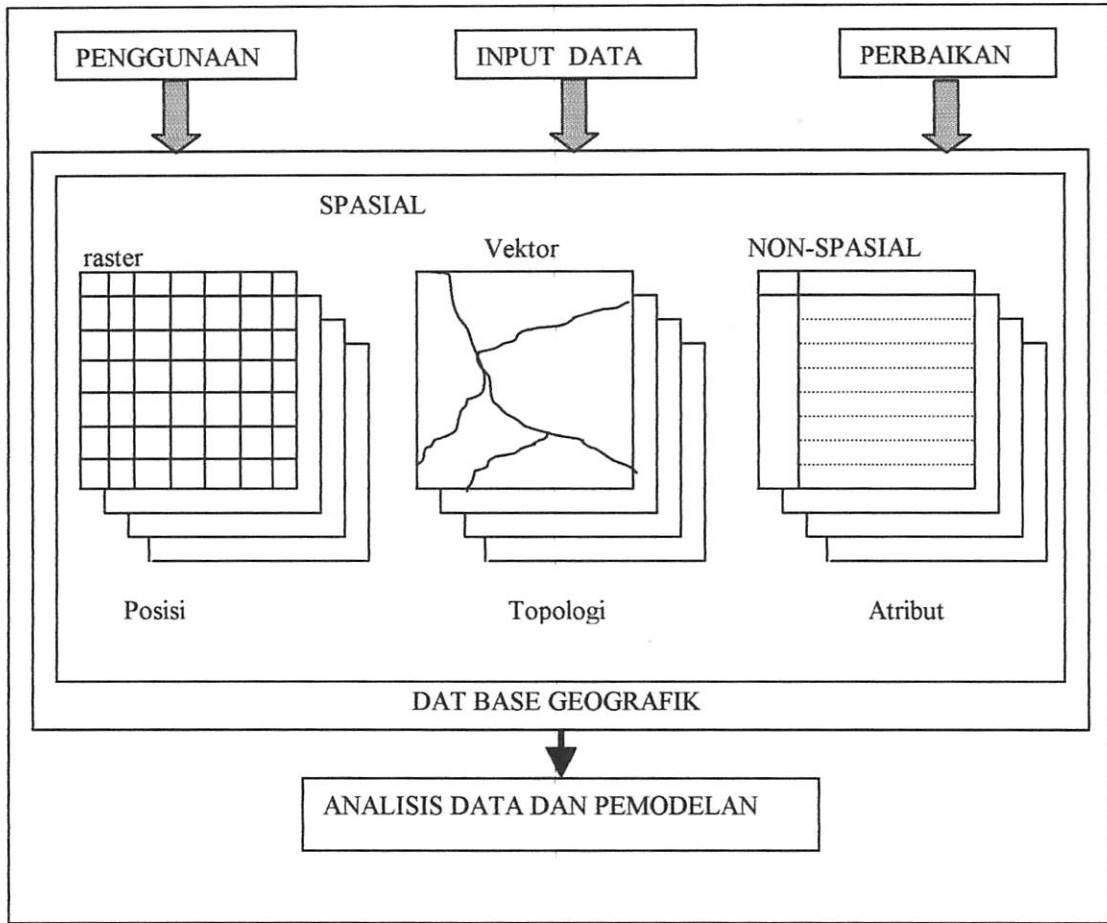 PENGGUNAAN
INPUT DATA
PERBAIKAN
SPASIAL
raster
Vektor
NON-SPASIAL
Posisi
Topologi
Atribut
DAT BASE GEOGRAFIK
ANALISIS DATA DAN PEMODELAN